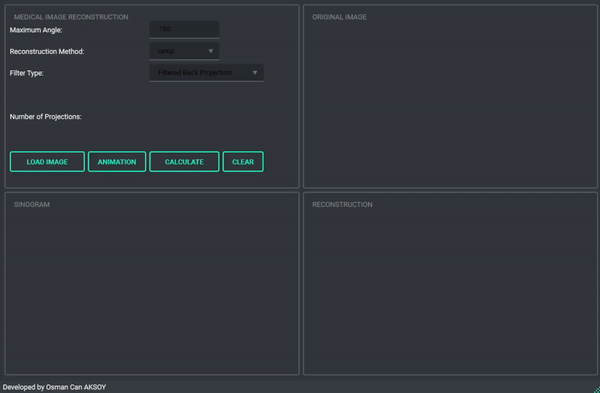 MEDICAL IMAGE RECONSTRUCTION
Maximum Angle:
180
Reconstruction Method:
ramp
Filter Type:
Filtered Back Projection
Number of Projections:
LOAD IMAGE
ANIMATION
CALCULATE
CLEAR
ORIGINAL IMAGE
SINOGRAM
RECONSTRUCTION
Developed by Osman Can AKSOY